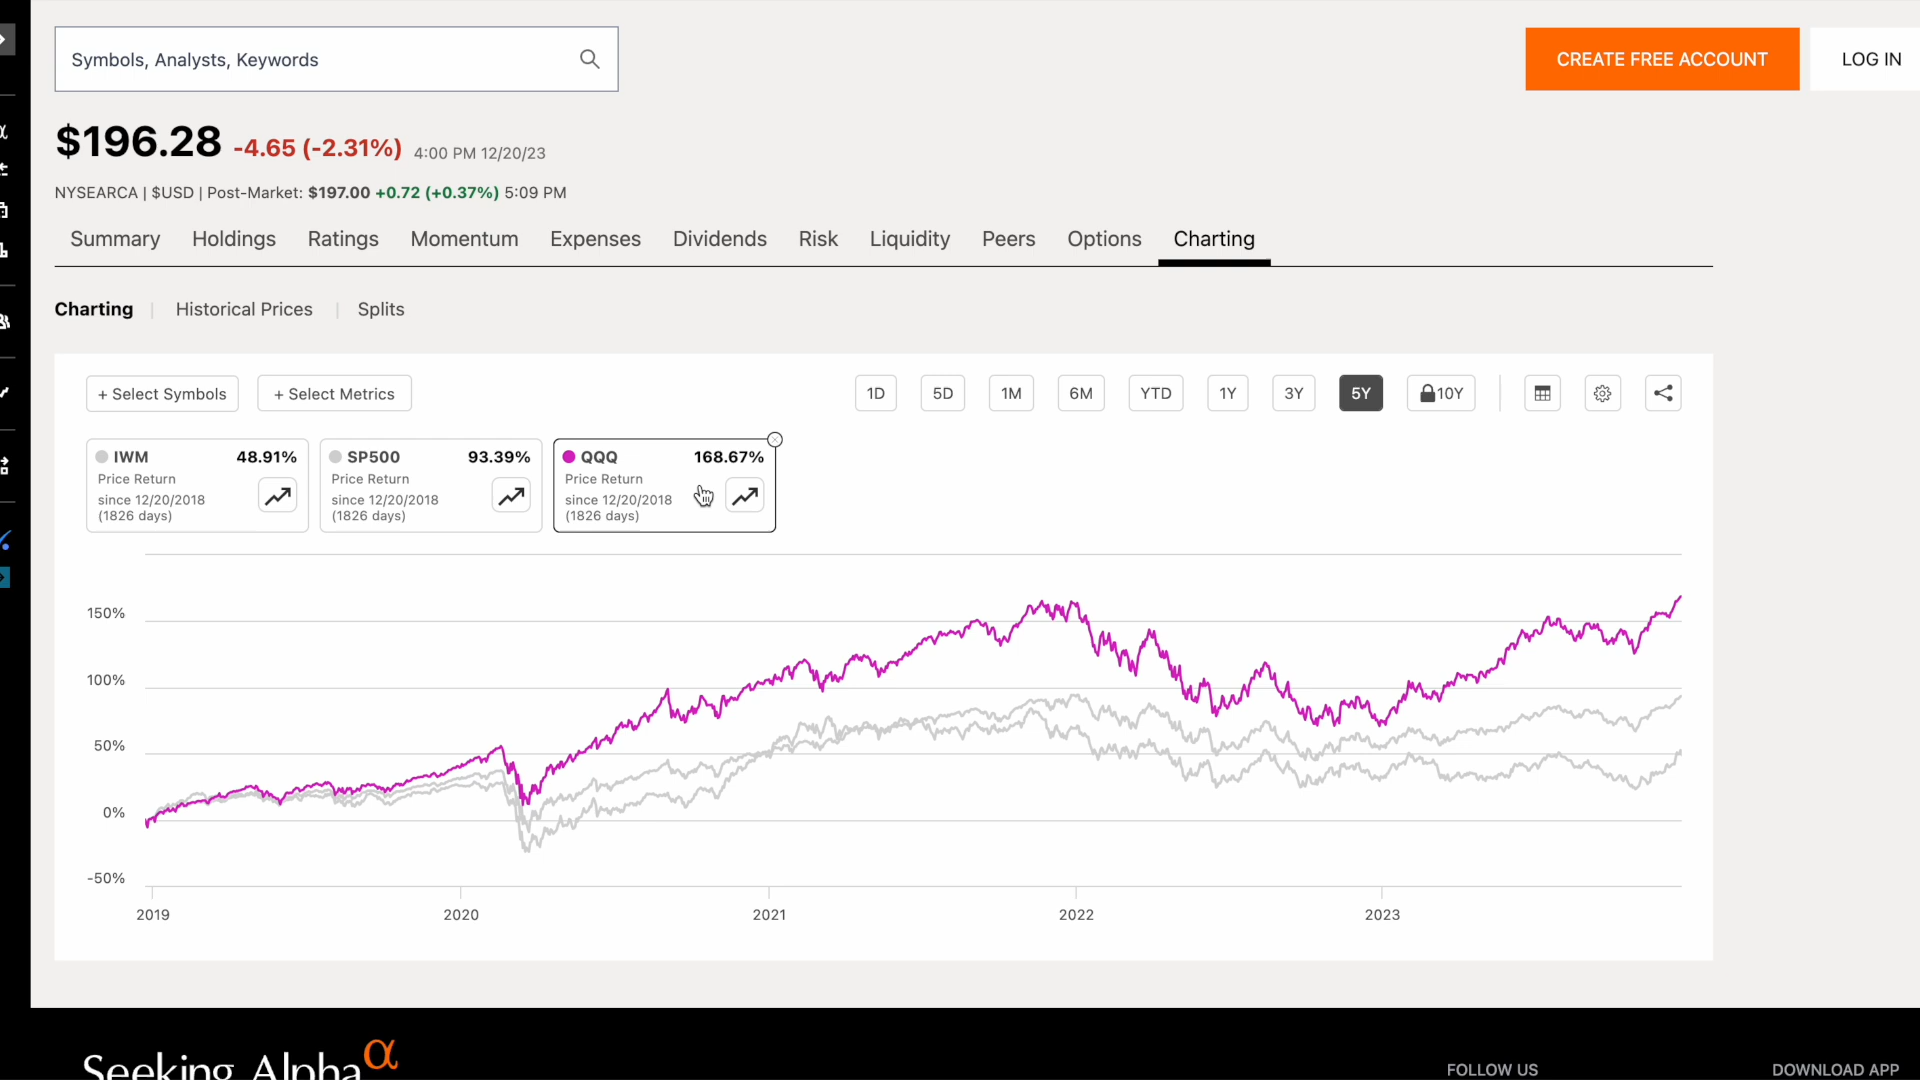 Symbols, Analysts, Keywords
CREATE FREE ACCOUNT
LOG IN
$196.28 -4.65 (-2.31%) 4:00 PM 12/20/23
NYSEARCA | $USD | Post-Market: $197.00 +0.72 (+0.37%) 5:09 PM
Summary Holdings Ratings Momentum Expenses Dividends Risk Liquidity Peers Options Charting
Charting | Historical Prices | Splits
+ Select Symbols + Select Metrics
1D 5D 1M 6M YTD 1Y 3Y 5Y 10Y
IWM 48.91%
Price Return
since 12/20/2018
(1826 days)
SP500 93.39%
Price Return
since 12/20/2018
(1826 days)
QQQ 168.67%
Price Return
since 12/20/2018
(1826 days)
150%
100%
50%
0%
-50%
2019 2020 2021 2022 2023
Seeking Alpha α
FOLLOW US
DOWNLOAD APP